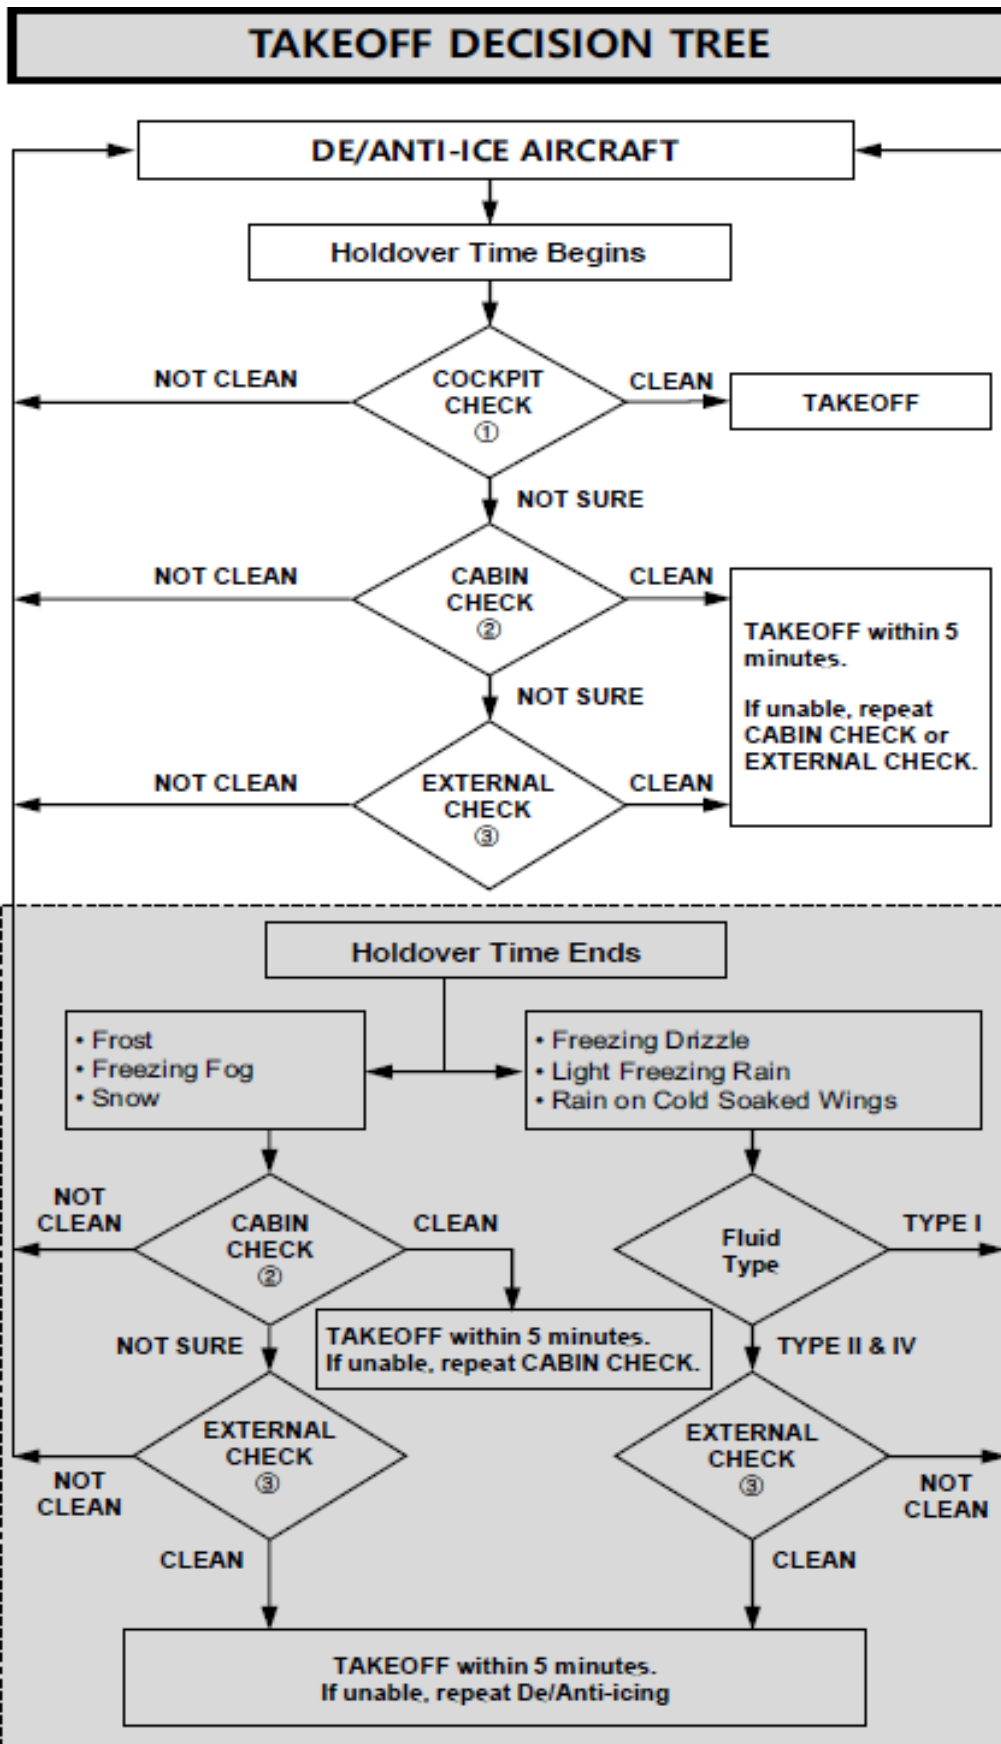 TAKEOFF DECISION TREE
DE/ANTI-ICE AIRCRAFT
Holdover Time Begins
NOT CLEAN
COCKPIT
CHECK
①
CLEAN
TAKEOFF
NOT SURE
NOT CLEAN
CABIN
CHECK
②
CLEAN
TAKEOFF within 5
minutes.
If unable, repeat
CABIN CHECK or
EXTERNAL CHECK.
NOT SURE
NOT CLEAN
EXTERNAL
CHECK
③
CLEAN
Holdover Time Ends
• Frost
• Freezing Fog
• Snow
• Freezing Drizzle
• Light Freezing Rain
• Rain on Cold Soaked Wings
NOT
CLEAN
CABIN
CHECK
②
CLEAN
Fluid
Type
TYPE I
TAKEOFF within 5 minutes.
If unable, repeat CABIN CHECK.
NOT SURE
TYPE II & IV
EXTERNAL
CHECK
③
NOT
CLEAN
EXTERNAL
CHECK
③
NOT
CLEAN
CLEAN
CLEAN
TAKEOFF within 5 minutes.
If unable, repeat De/Anti-icing